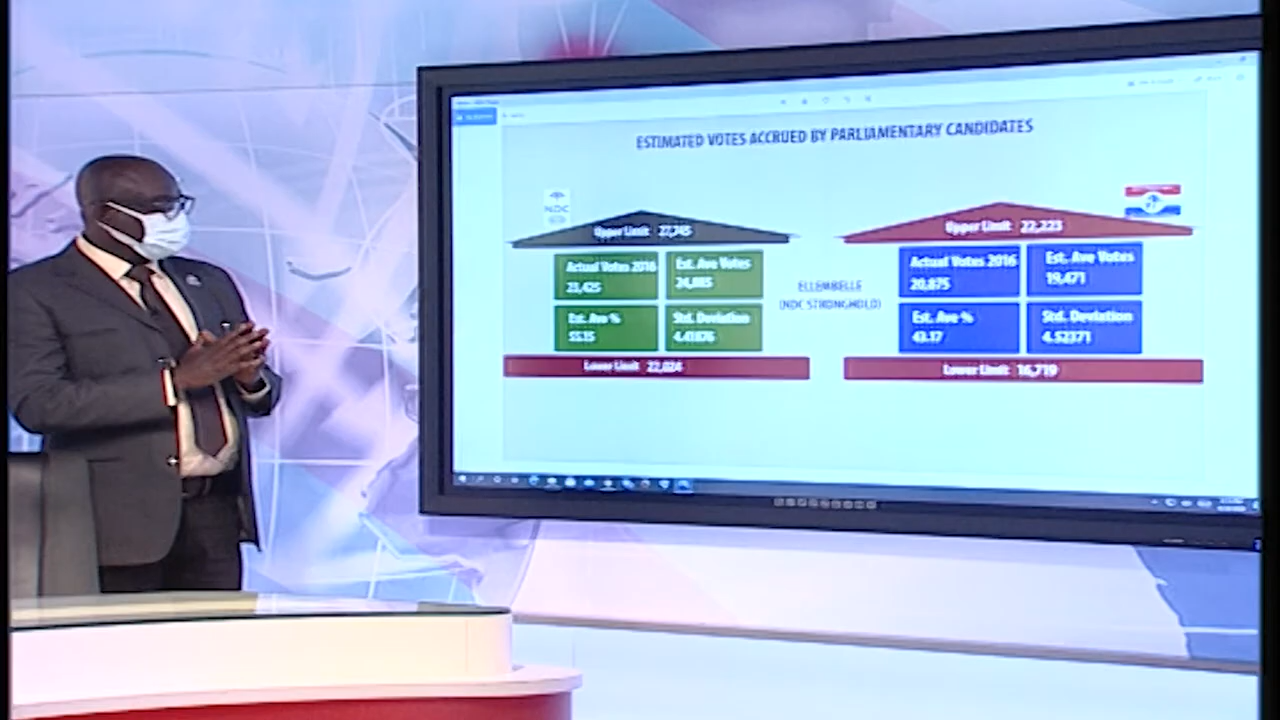 ESTIMATED VOTES ACCRUED BY PARLIAMENTARY CANDIDATES
NDC
Upper Limit 27,745
Upper Limit 22,223
Actual Votes 2016
23,425
Est. Ave Votes
24,885
ELLEMBELLE
(NDC STRONGHOLD)
Actual Votes 2016
20,875
Est. Ave Votes
19,471
Est. Ave %
55.15
Std. Deviation
Est. Ave %
43.17
Std. Deviation
4.52371
Lower Limit 22,024
Lower Limit 16,719